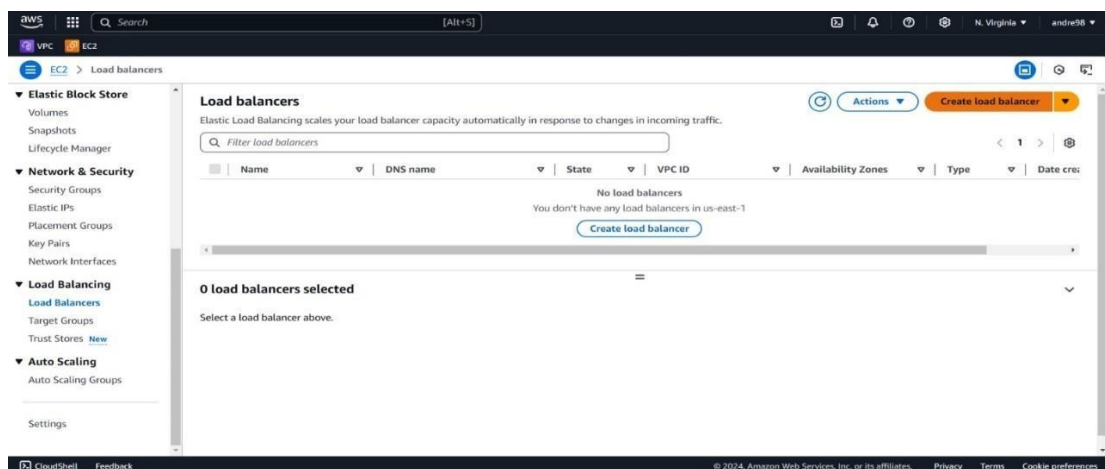 aws Search [Alt+S] N. Virginia andre98
VPC EC2
EC2 > Load balancers
Elastic Block Store
Volumes
Snapshots
Lifecycle Manager
Network & Security
Security Groups
Elastic IPs
Placement Groups
Key Pairs
Network Interfaces
Load Balancing
Load Balancers
Target Groups
Trust Stores New
Auto Scaling
Auto Scaling Groups
Settings
Load balancers
Actions Create load balancer
Elastic Load Balancing scales your load balancer capacity automatically in response to changes in incoming traffic.
Filter load balancers < 1 >
Name DNS name State VPC ID Availability Zones Type Date crea
No load balancers
You don't have any load balancers in us-east-1
Create load balancer
0 load balancers selected
Select a load balancer above.
CloudShell Feedback © 2024, Amazon Web Services, Inc. or its affiliates. Privacy Terms Cookie preferences